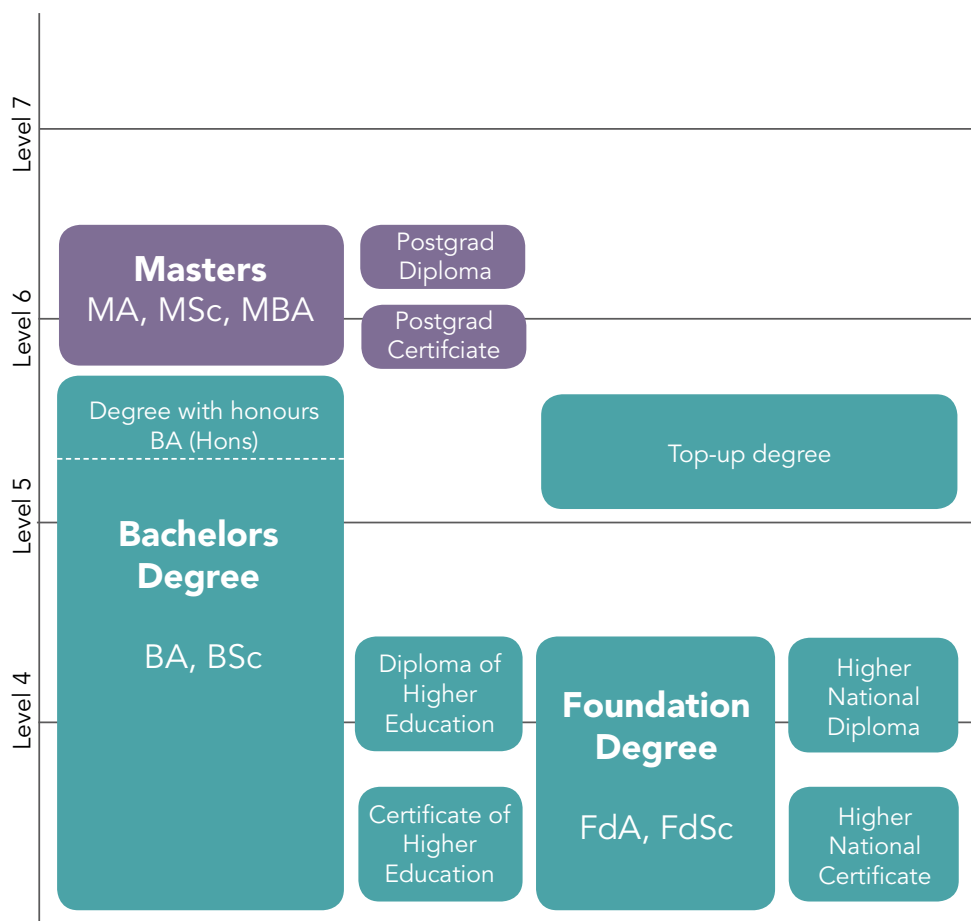 Level 7
Masters
MA, MSc, MBA
Postgrad
Diploma
Level 6
Postgrad
Certifciate
Degree with honours
BA (Hons)
Top-up degree
Level 5
Bachelors
Degree
BA, BSc
Level 4
Diploma of
Higher
Education
Foundation
Degree
FdA, FdSc
Higher
National
Diploma
Certificate of
Higher
Education
Higher
National
Certificate